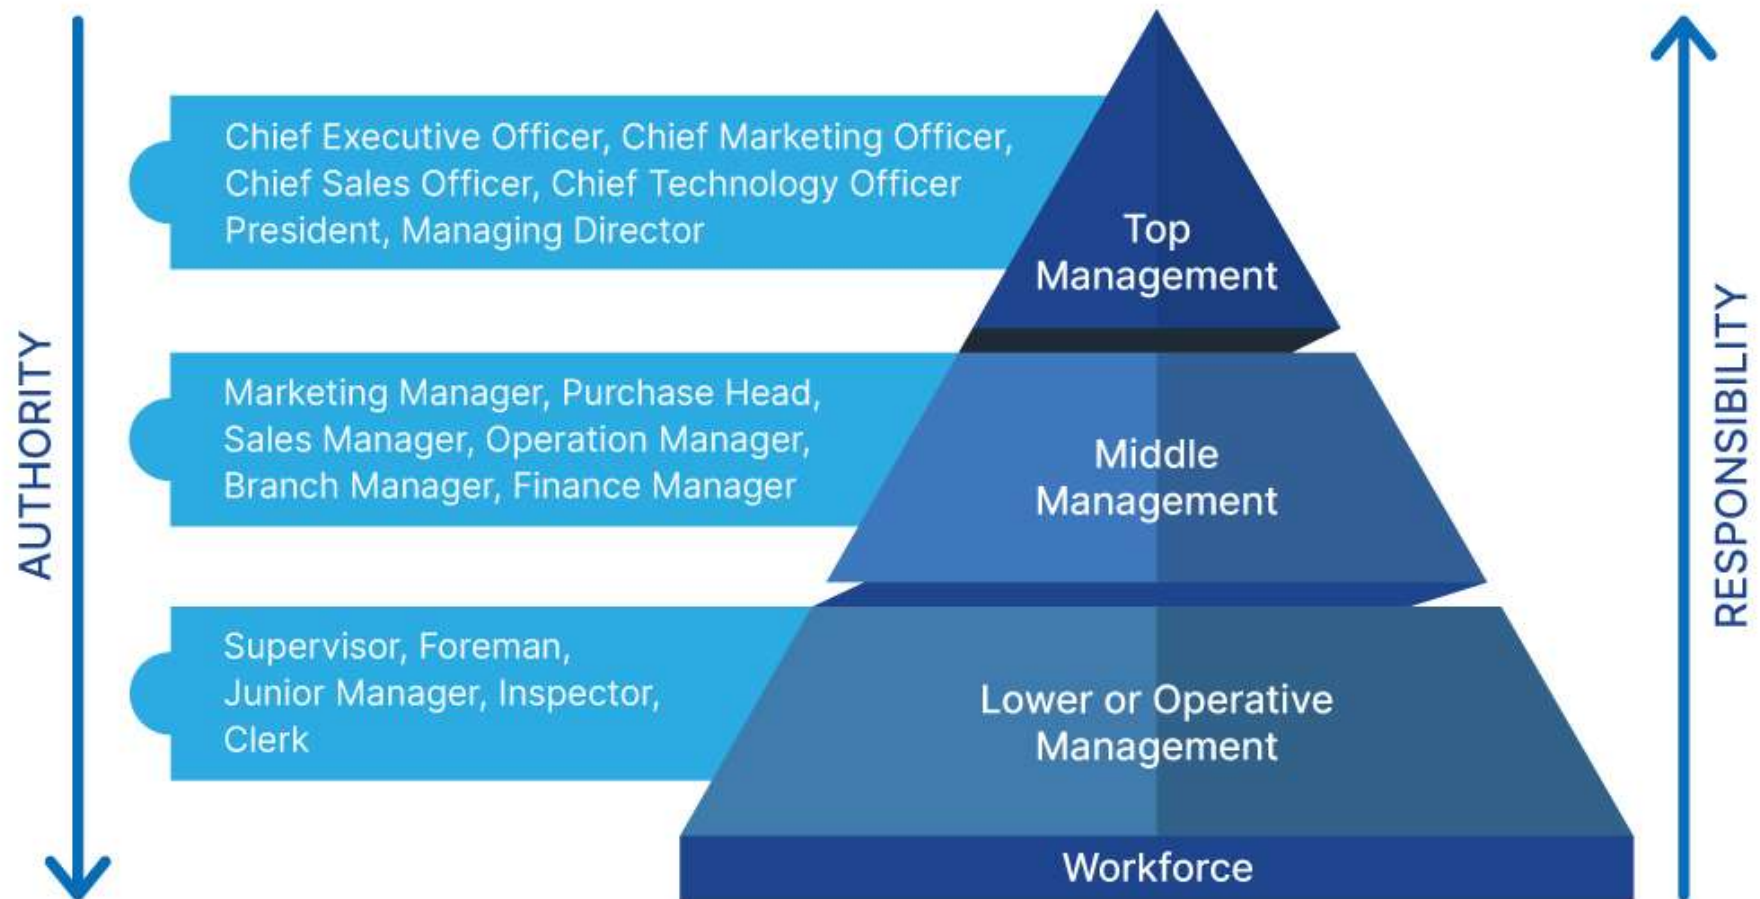 AUTHORITY
Chief Executive Officer, Chief Marketing Officer,
Chief Sales Officer, Chief Technology Officer
President, Managing Director
Top
Management
Marketing Manager, Purchase Head,
Sales Manager, Operation Manager,
Branch Manager, Finance Manager
Middle
Management
Supervisor, Foreman,
Junior Manager, Inspector,
Clerk
Lower or Operative
Management
Workforce
RESPONSIBILITY